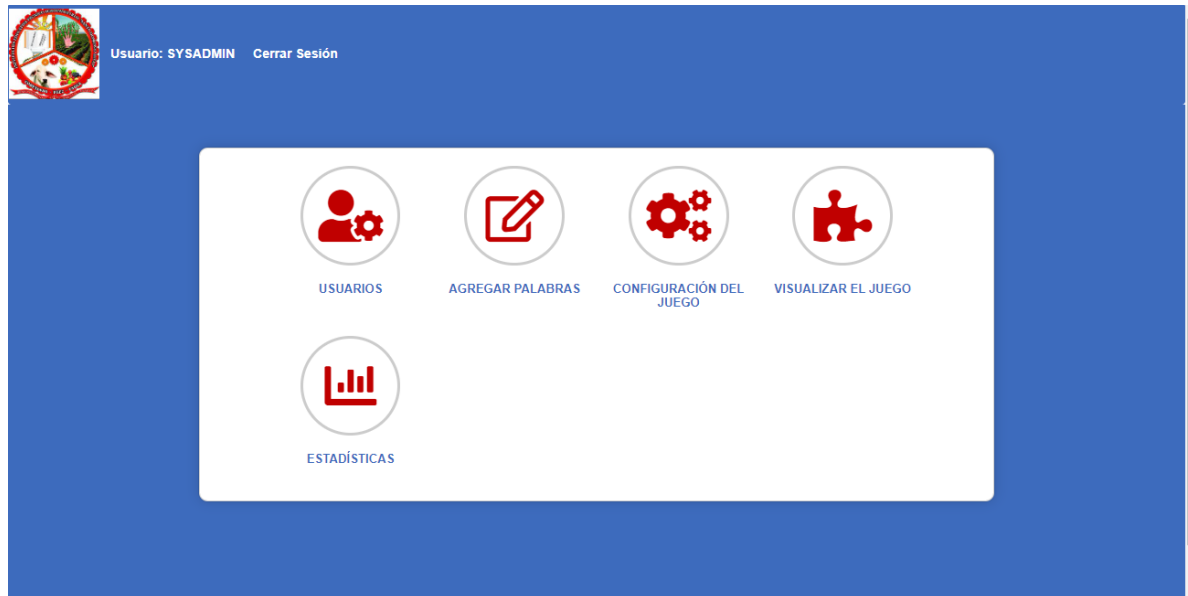 Usuario: SYSADMIN Cerrar Sesión
USUARIOS
AGREGAR PALABRAS
CONFIGURACIÓN DEL
JUEGO
VISUALIZAR EL JUEGO
ESTADÍSTICAS